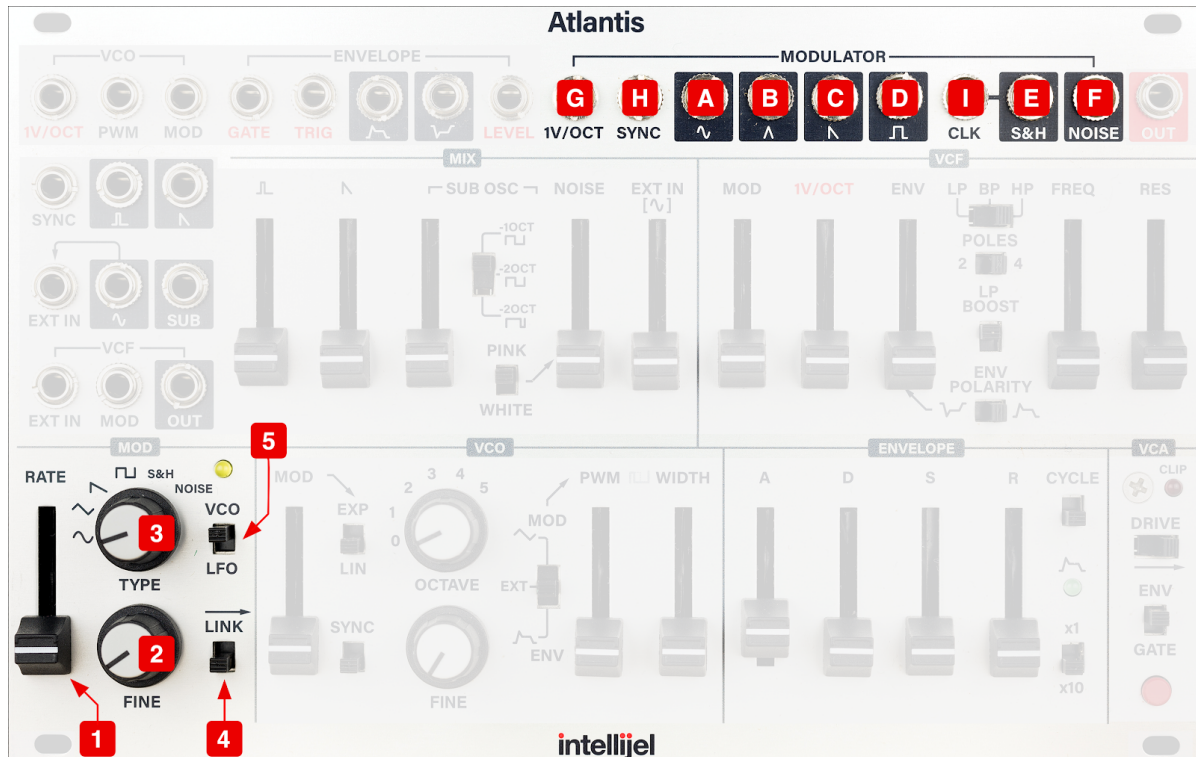 Atlantis
VCO ENVELOPE MODULATOR
G H A B C D I E F
1V/OCT PWM MOD GATE TRIG LEVEL 1V/OCT SYNC CLK S&H NOISE OUT
MIX VCF
SUB OSC NOISE EXT IN MOD 1V/OCT ENV LP BP HP FREQ RES
SYNC
-1OCT
POLES
2 4
-2OCT
EXT IN SUB
LP
BOOST
-2OCT
VCF
PINK
ENV
POLARITY
WHITE
EXT IN MOD OUT
5
MOD VCO ENVELOPE VCA
RATE S&H MOD 3 4 PWM WIDTH A D S R CYCLE CLIP
NOISE 2 5
VCO EXP 1 MOD DRIVE
3 0
LFO LIN
TYPE OCTAVE EXT ENV
LINK SYNC x1
GATE
2 ENV
x10
FINE FINE
1 4
intellijel